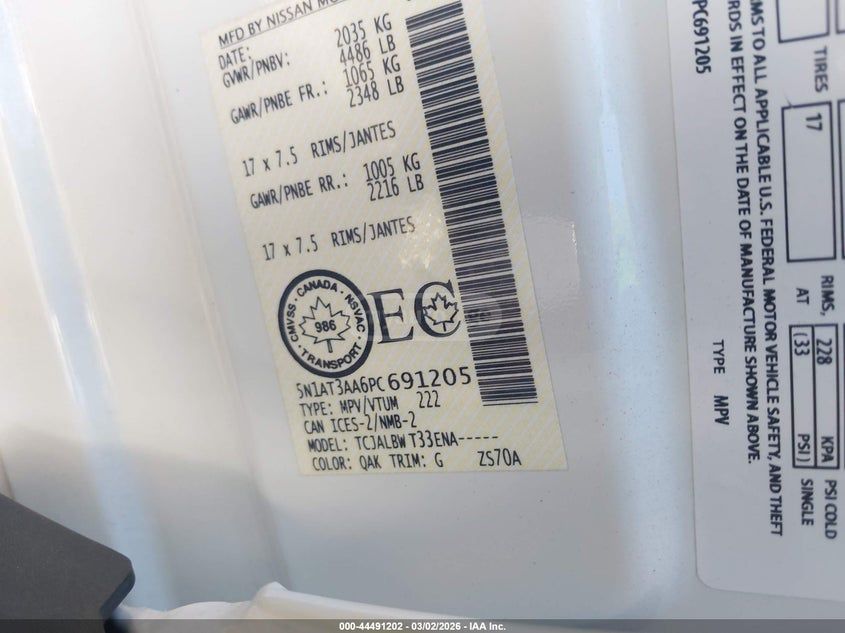 MFD BY NISSAN MO
DATE:
GVWR/PNBV: 2035 KG
4486 LB
GAWR/PNBE FR.: 1065 KG
2348 LB
17 x 7.5 RIMS/JANTES
GAWR/PNBE RR.: 1005 KG
2216 LB
17 x 7.5 RIMS/JANTES
CMVSS · CANADA · NSVAC
986
· TRANSPORT ·
EC
5N1AT3AA6PC691205
TYPE: MPV/VTUM 222
CAN ICES-2/NMB-2
MODEL: TCJALBW T33ENA-----
COLOR: QAK TRIM: G ZS70A
TIRES
17 RIMS,
AT 228 KPA PSI COLD
(33 PSI) SINGLE
MS TO ALL APPLICABLE U.S. FEDERAL MOTOR VEHICLE SAFETY, AND THEFT
RDS IN EFFECT ON THE DATE OF MANUFACTURE SHOWN ABOVE.
PC691205 TYPE MPV
000-44491202 — 03/02/2026 — IAA Inc.